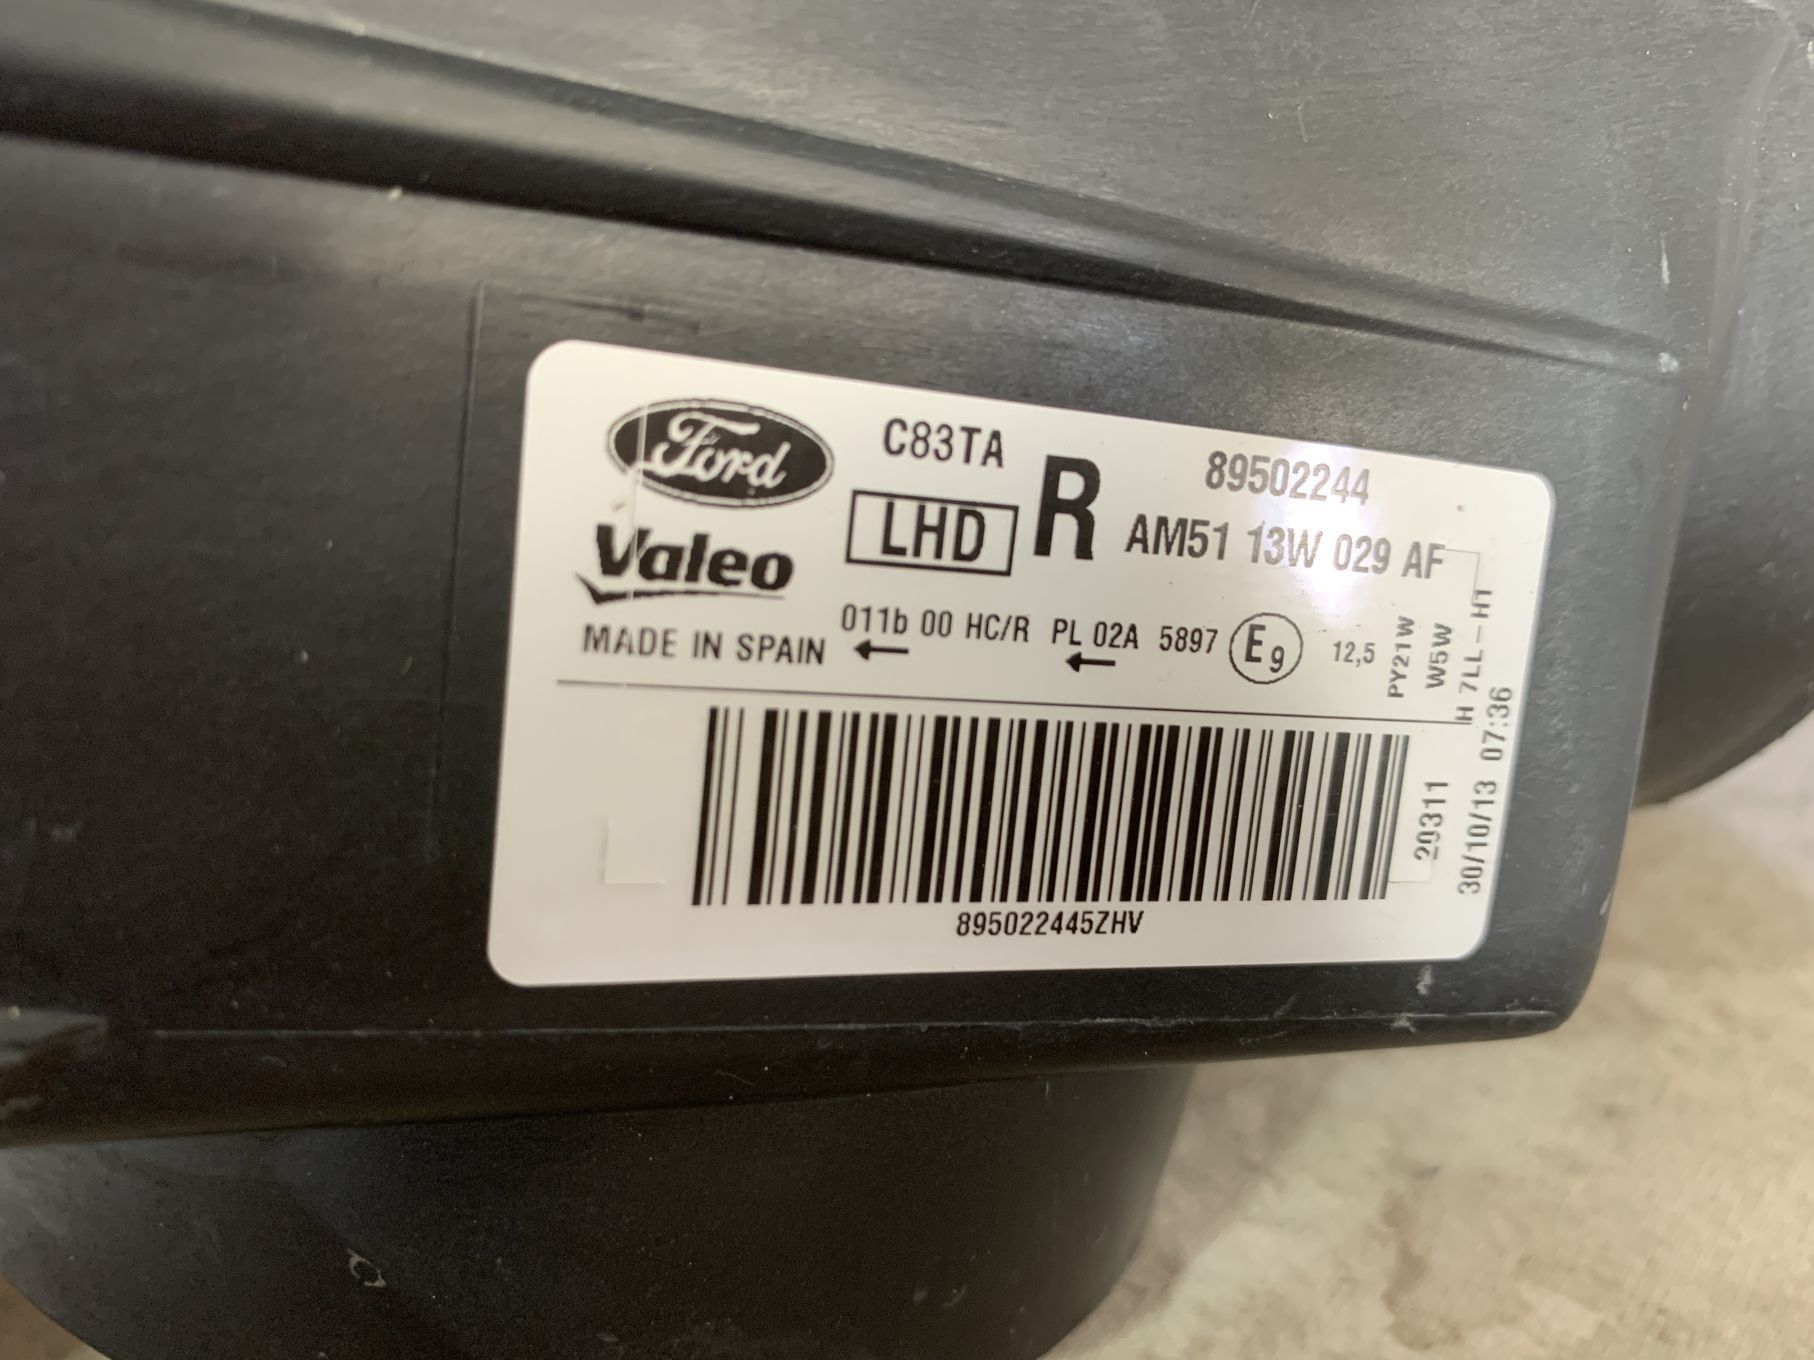 Ford
C83TA
89502244
Valeo
LHD
R
AM51 13W 029 AF
MADE IN SPAIN
011b 00 HC/R PL 02A 5897 E9 12,5
←
←
PY21W
W5W
H 7LL-H1
20311
30/10/13 07:36
895022445ZHV